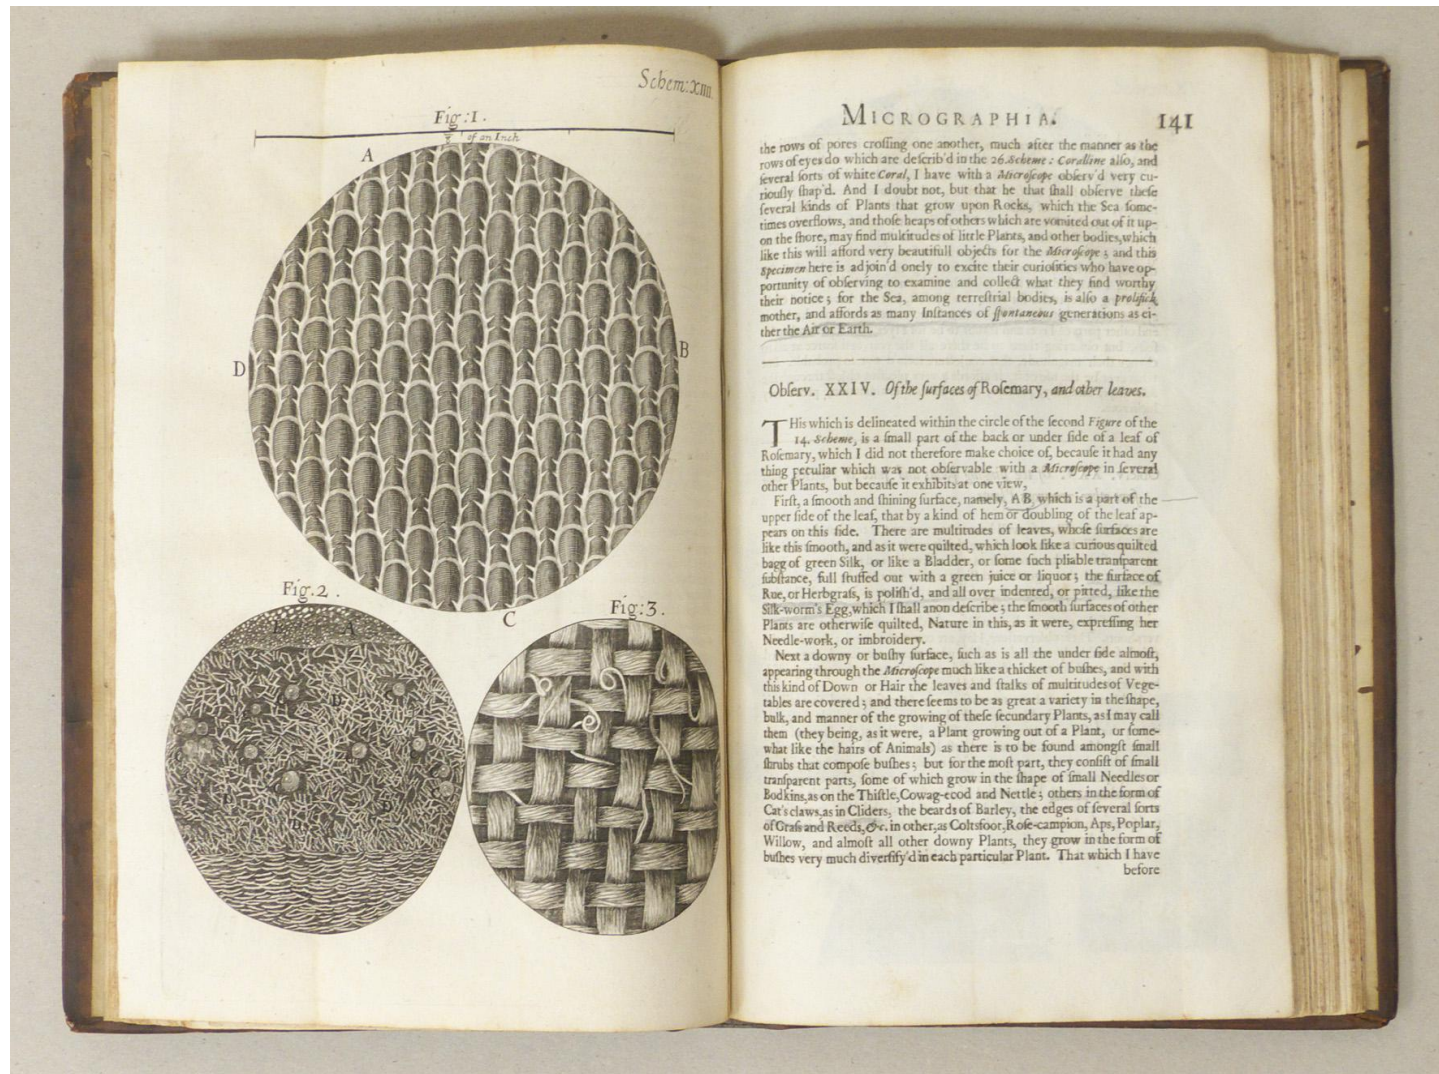 Schem: XIIII.
Fig: 1.
of an Inch
A
B
D
C
Fig. 2.
Fig: 3.
E A
B
MICROGRAPHIA. 141
the rows of pores croſſing one another, much after the manner as the
rows of eyes do which are deſcrib'd in the 26. Scheme : Coralline alſo, and
ſeveral ſorts of white Coral, I have with a Microſcope obſerv'd very cu-
riouſly ſhap'd. And I doubt not, but that he that ſhall obſerve theſe
ſeveral kinds of Plants that grow upon Rocks, which the Sea ſome-
times overflows, and thoſe heaps of others which are vomited out of it up-
on the ſhore, may find multitudes of little Plants, and other bodies, which
like this will afford very beautifull objects for the Microſcope ; and this
Specimen here is adjoin'd onely to excite their curioſities who have op-
portunity of obſerving to examine and collect what they find worthy
their notice ; for the Sea, among terreſtrial bodies, is alſo a prolifick
mother, and affords as many Inſtances of ſpontaneous generations as ei-
ther the Air or Earth.
Obſerv. XXIV. Of the ſurfaces of Roſemary, and other leaves.
THis which is delineated within the circle of the ſecond Figure of the
14. Scheme, is a ſmall part of the back or under ſide of a leaf of
Roſemary, which I did not therefore make choice of, becauſe it had any
thing peculiar which was not obſervable with a Microſcope in ſeveral
other Plants, but becauſe it exhibits at one view,
Firſt, a ſmooth and ſhining ſurface, namely, A B, which is a part of the
upper ſide of the leaf, that by a kind of hem or doubling of the leaf ap-
pears on this ſide. There are multitudes of leaves, whoſe ſurfaces are
like this ſmooth, and as it were quilted, which look like a curious quilted
bagg of green Silk, or like a Bladder, or ſome ſuch pliable tranſparent
ſubſtance, full ſtuffed out with a green juice or liquor ; the ſurface of
Rue, or Herbgraſs, is poliſh'd, and all over indented, or pitted, like the
Silk-worm's Egg, which I ſhall anon deſcribe ; the ſmooth ſurfaces of other
Plants are otherwiſe quilted, Nature in this, as it were, expreſſing her
Needle-work, or imbroidery.
Next a downy or buſhy ſurface, ſuch as is all the under ſide almoſt,
appearing through the Microſcope much like a thicket of buſhes, and with
this kind of Down or Hair the leaves and ſtalks of multitudes of Vege-
tables are covered ; and there ſeems to be as great a variety in the ſhape,
bulk, and manner of the growing of theſe ſecundary Plants, as I may call
them (they being, as it were, a Plant growing out of a Plant, or ſome-
what like the hairs of Animals) as there is to be found amongſt ſmall
ſhrubs that compoſe buſhes ; but for the moſt part, they conſiſt of ſmall
tranſparent parts, ſome of which grow in the ſhape of ſmall Needles or
Bodkins, as on the Thiſtle, Cowag-ecod and Nettle ; others in the form of
Cat's claws, as in Cliders, the beards of Barley, the edges of ſeveral ſorts
of Graſs and Reeds, &c. in other, as Coltsfoot, Roſe-campion, Aps, Poplar,
Willow, and almoſt all other downy Plants, they grow in the form of
buſhes very much diverſify'd in each particular Plant. That which I have
before